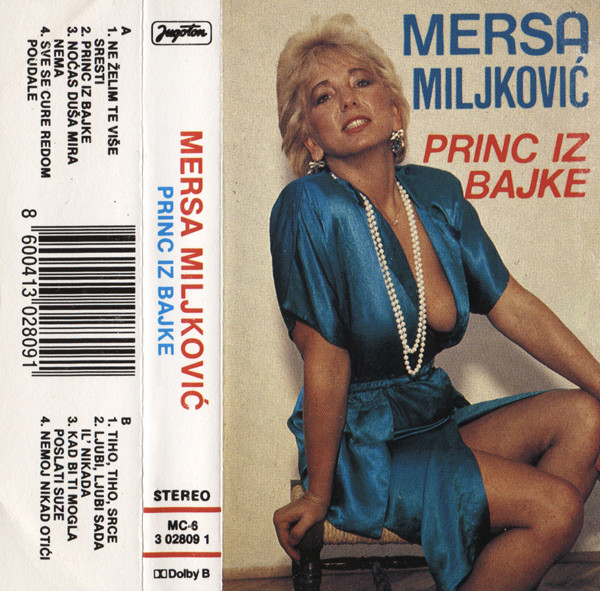 A
1. NE ŽELIM TE VIŠE
SRESTI
2. PRINC IZ BAJKE
3. NOĆAS DUŠA MIRA
NEMA
4. SVE SE CURE REDOM
POUDALE
8 600413 028091
B
1. TIHO, TIHO, SRCE
2. LJUBI, LJUBI SADA
IL' NIKADA
3. KAD BI TI MOGLA
POSLATI SUZE
4. NEMOJ NIKAD OTIĆI
Jugoton
MERSA MILJKOVIĆ
PRINC IZ BAJKE
STEREO
MC-6
3 02809 1
Dolby B
MERSA
MILJKOVIĆ
PRINC IZ
BAJKE